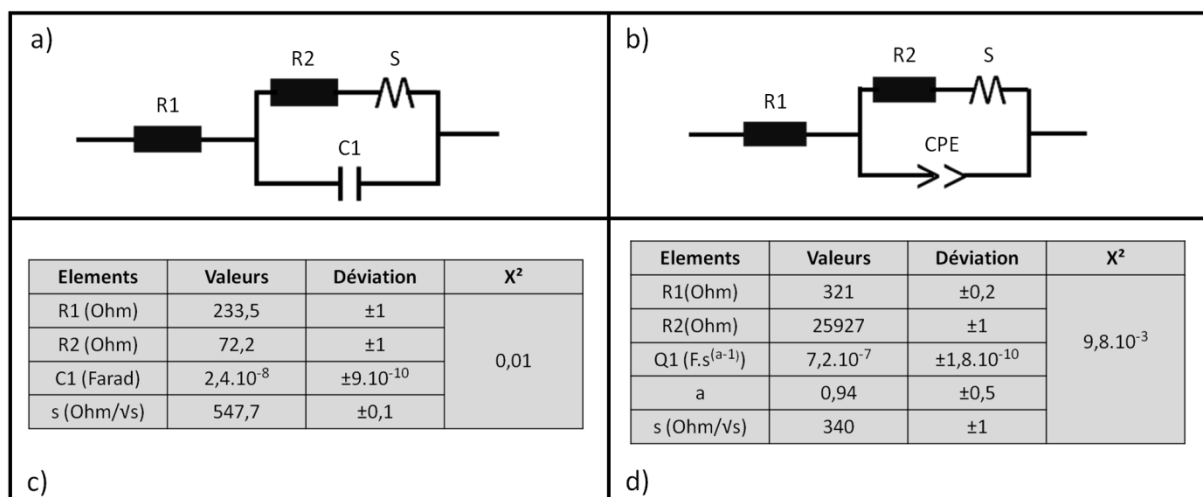 a)
R1
R2
S
C1
b)
R1
R2
S
CPE
Elements Valeurs Déviation X²
R1 (Ohm) 233,5 ±1
R2 (Ohm) 72,2 ±1
C1 (Farad) 2,4.10⁻⁸ ±9.10⁻¹⁰
s (Ohm/√s) 547,7 ±0,1
0,01
c)
Elements Valeurs Déviation X²
R1(Ohm) 321 ±0,2
R2(Ohm) 25927 ±1
Q1 (F.s⁽ᵃ⁻¹⁾) 7,2.10⁻⁷ ±1,8.10⁻¹⁰
a 0,94 ±0,5
s (Ohm/√s) 340 ±1
9,8.10⁻³
d)